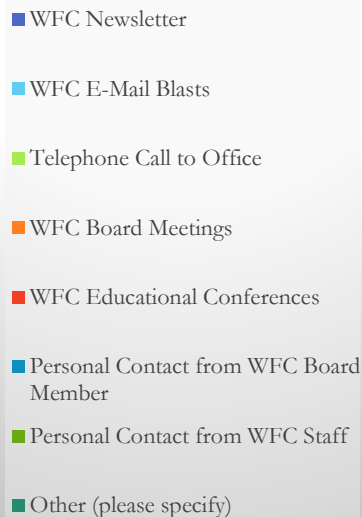 WFC Newsletter
WFC E-Mail Blasts
Telephone Call to Office
WFC Board Meetings
WFC Educational Conferences
Personal Contact from WFC Board
Member
Personal Contact from WFC Staff
Other (please specify)